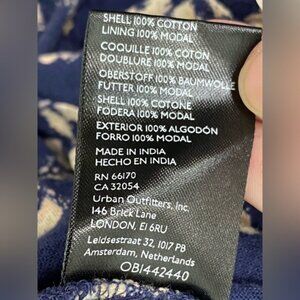 SHELL 100% COTTON
LINING 100% MODAL
COQUILLE 100% COTON
DOUBLURE 100% MODAL
OBERSTOFF 100% BAUMWOLLE
FUTTER 100% MODAL
SHELL 100% COTONE
FODERA 100% MODAL
EXTERIOR 100% ALGODÓN
FORRO 100% MODAL
MADE IN INDIA
HECHO EN INDIA
RN 66170
CA 32054
Urban Outfitters, Inc.
146 Brick Lane
LONDON, E1 6RU
Leidsestraat 32, 1017 PB
Amsterdam, Netherlands
OB1442440